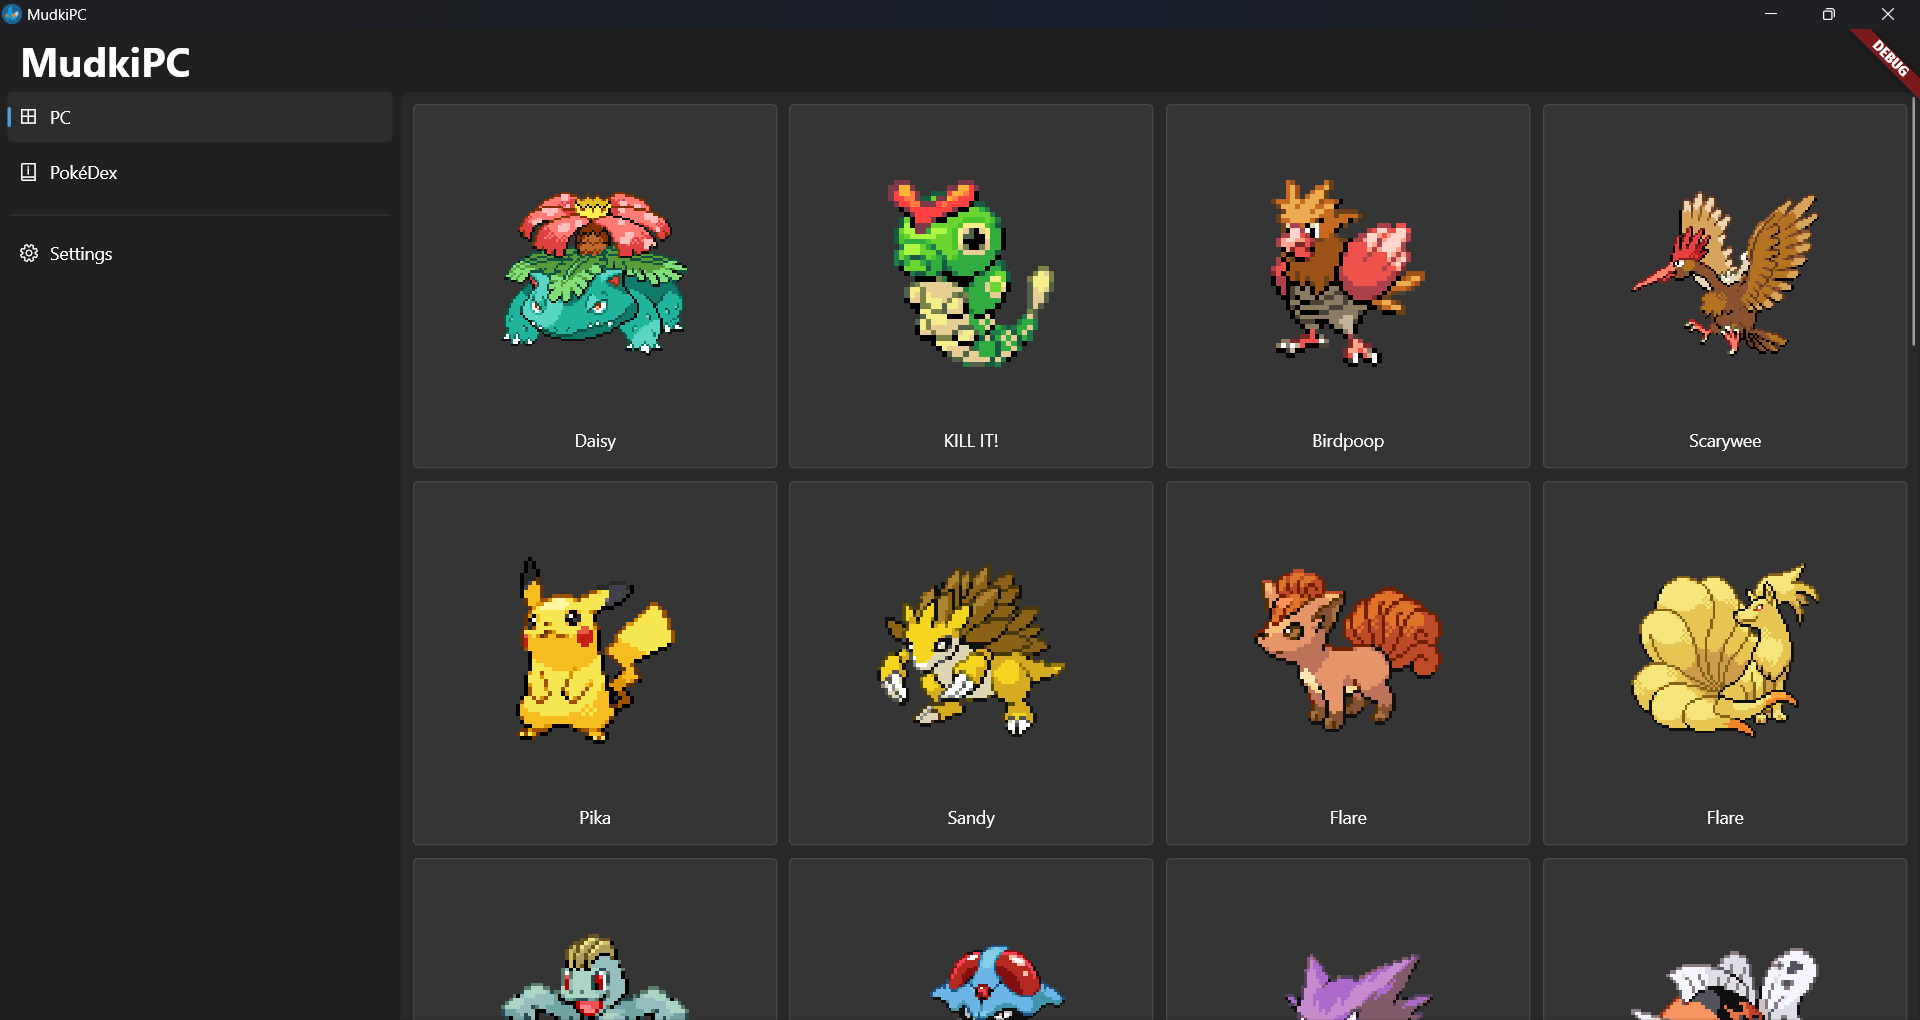 MudkiPC
MudkiPC
DEBUG
PC
PokéDex
Settings
Daisy
KILL IT!
Birdpoop
Scarywee
Pika
Sandy
Flare
Flare